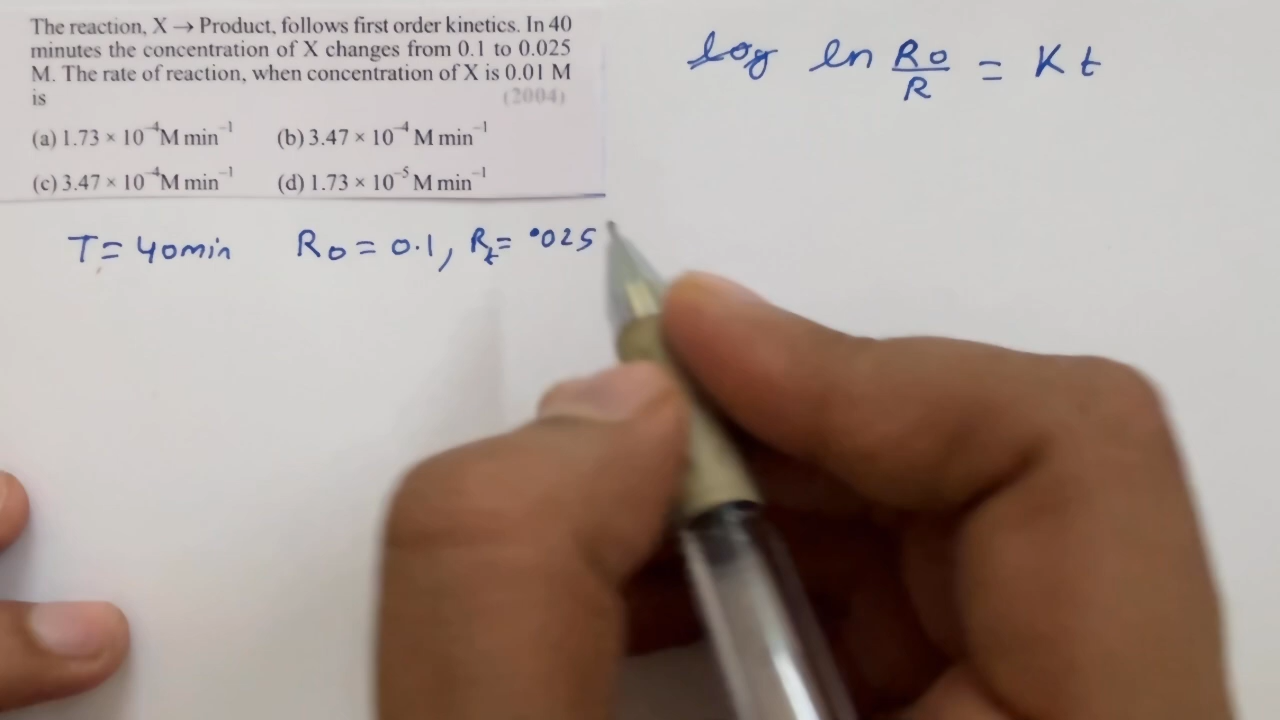 The reaction, X → Product, follows first order kinetics. In 40
minutes the concentration of X changes from 0.1 to 0.025
M. The rate of reaction, when concentration of X is 0.01 M
is (2004)
(a) 1.73 × 10⁻⁴ M min⁻¹ (b) 3.47 × 10⁻⁴ M min⁻¹
(c) 3.47 × 10⁻⁴ M min⁻¹ (d) 1.73 × 10⁻⁵ M min⁻¹
log ln R₀/R = Kt
T = 40min R₀ = 0.1, Rₜ = .025